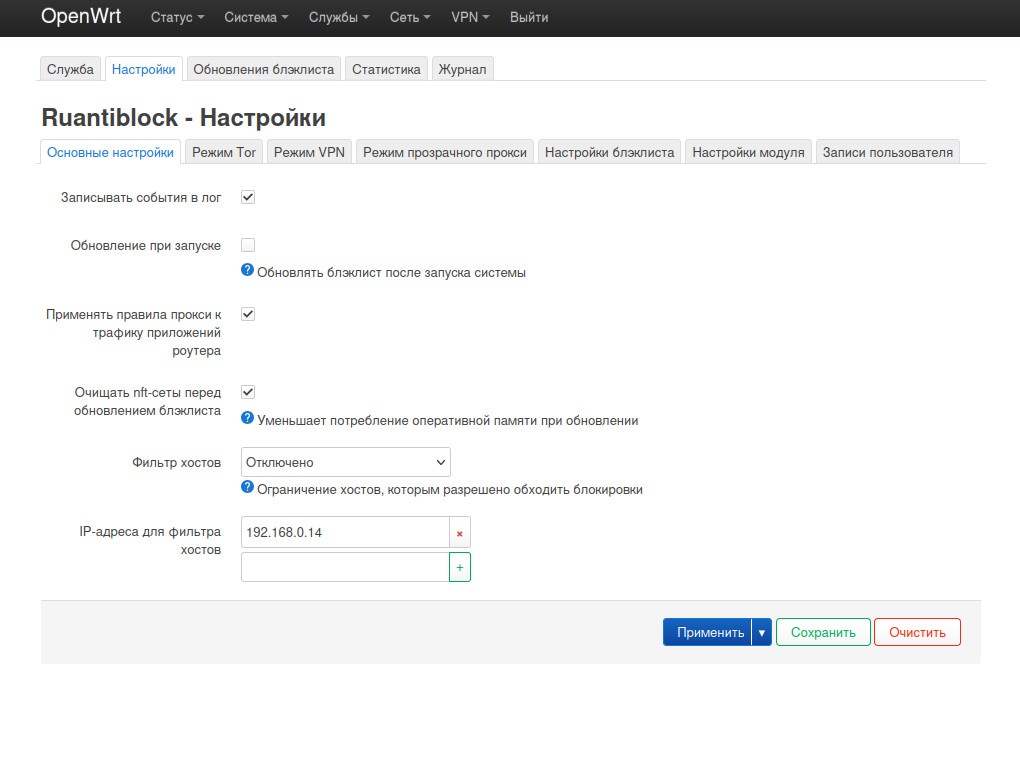 OpenWrt Статус Система Службы Сеть VPN Выйти
Служба Настройки Обновления блэклиста Статистика Журнал
Ruantiblock - Настройки
Основные настройки Режим Tor Режим VPN Режим прозрачного прокси Настройки блэклиста Настройки модуля Записи пользователя
Записывать события в лог
Обновление при запуске
? Обновлять блэклист после запуска системы
Применять правила прокси к
трафику приложений
роутера
Очищать nft-сеты перед
обновлением блэклиста
? Уменьшает потребление оперативной памяти при обновлении
Фильтр хостов Отключено
? Ограничение хостов, которым разрешено обходить блокировки
IP-адреса для фильтра
хостов
192.168.0.14 ×
+
Применить ▾ Сохранить Очистить